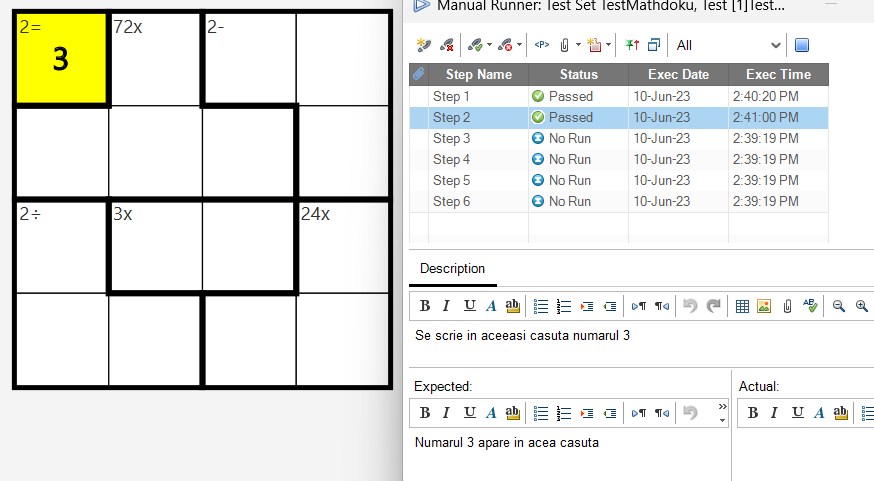 Manual Runner: Test Set TestMathdoku, Test [1]Test...
2=
72x
2-
3
2÷
3x
24x
<P>
All
Step Name Status Exec Date Exec Time
Step 1 Passed 10-Jun-23 2:40:20 PM
Step 2 Passed 10-Jun-23 2:41:00 PM
Step 3 No Run 10-Jun-23 2:39:19 PM
Step 4 No Run 10-Jun-23 2:39:19 PM
Step 5 No Run 10-Jun-23 2:39:19 PM
Step 6 No Run 10-Jun-23 2:39:19 PM
Description
B I U A ab
Se scrie in aceeasi casuta numarul 3
Expected: Actual:
B I U A ab B I U A ab
Numarul 3 apare in acea casuta